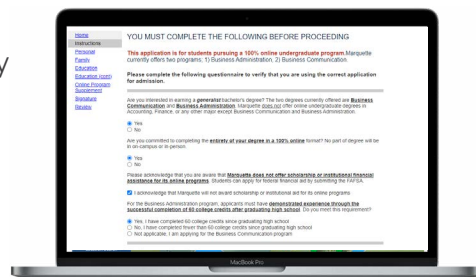 y
Home
Instructions
Personal
Family
Education
Education (cont)
Online Program
Supplement
Signature
Review
YOU MUST COMPLETE THE FOLLOWING BEFORE PROCEEDING
This application is for students pursuing a 100% online undergraduate program. Marquette
currently offers two programs; 1) Business Administration; 2) Business Communication.
Please complete the following questionnaire to verify that you are using the correct application
for admission.
Are you interested in earning a generalist bachelor's degree? The two degrees currently offered are Business
Communication and Business Administration. Marquette does not offer online undergraduate degrees in
Accounting, Finance, or any other major except Business Communication and Business Administration.
Yes
No
Are you committed to completing the entirety of your degree in a 100% online format? No part of degree will be
in on-campus or in-person.
Yes
No
Please acknowledge that you are aware that Marquette does not offer scholarship or institutional financial
assistance for its online programs. Students can apply for federal financial aid by submitting the FAFSA.
I acknowledge that Marquette will not award scholarship or institutional aid for its online programs.
For the Business Administration program, applicants must have demonstrated experience through the
successful completion of 60 college credits after graduating high school. Do you meet this requirement?
Yes, I have completed 60 college credits since graduating high school
No, I have completed fewer than 60 college credits since graduating high school
Not applicable. I am applying for the Business Communication program
MacBook Pro